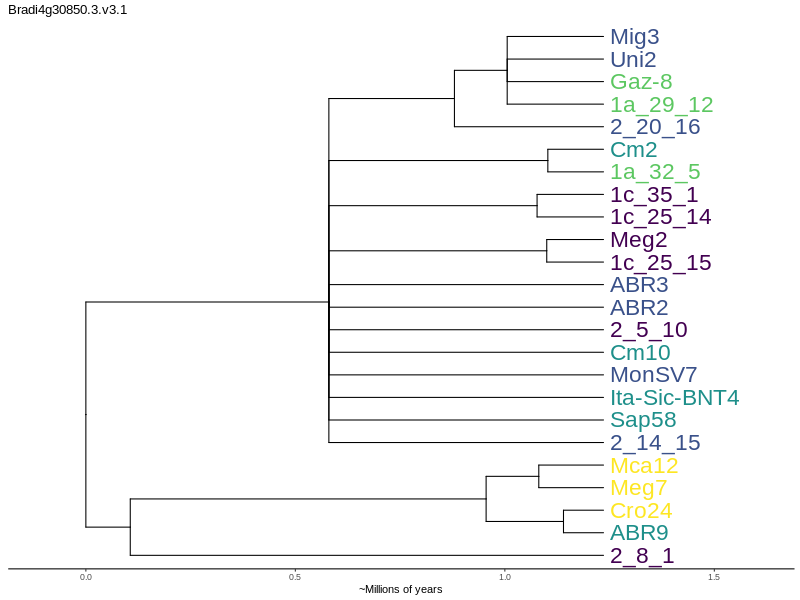 Bradi4g30850.3.v3.1
Mig3
Uni2
Gaz-8
1a_29_12
2_20_16
Cm2
1a_32_5
1c_35_1
1c_25_14
Meg2
1c_25_15
ABR3
ABR2
2_5_10
Cm10
MonSV7
Ita-Sic-BNT4
Sap58
2_14_15
Mca12
Meg7
Cro24
ABR9
2_8_1
0.0 0.5 1.0 1.5
~Millions of years